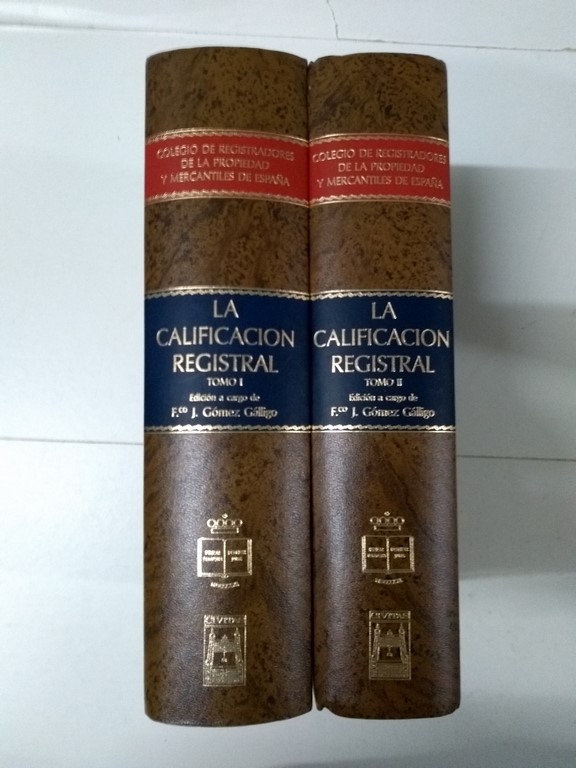 COLEGIO DE REGISTRADORES
DE LA PROPIEDAD
Y MERCANTILES DE ESPAÑA
LA
CALIFICACION
REGISTRAL
TOMO I
Edición a cargo de
F.co J. Gómez Gálligo
CIVITAS
COLEGIO DE REGISTRADORES
DE LA PROPIEDAD
Y MERCANTILES DE ESPAÑA
LA
CALIFICACION
REGISTRAL
TOMO II
Edición a cargo de
F.co J. Gómez Gálligo
CIVITAS